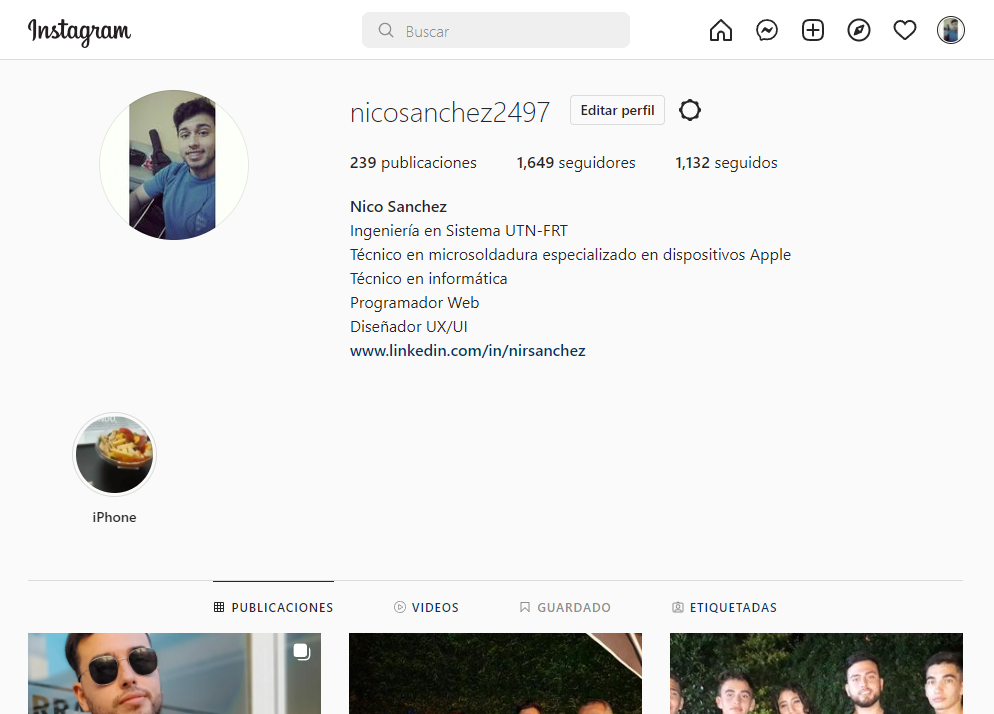 Instagram
Buscar
nicosanchez2497 Editar perfil
239 publicaciones 1,649 seguidores 1,132 seguidos
Nico Sanchez
Ingeniería en Sistema UTN-FRT
Técnico en microsoldadura especializado en dispositivos Apple
Técnico en informática
Programador Web
Diseñador UX/UI
www.linkedin.com/in/nirsanchez
iPhone
PUBLICACIONES VIDEOS GUARDADO ETIQUETADAS